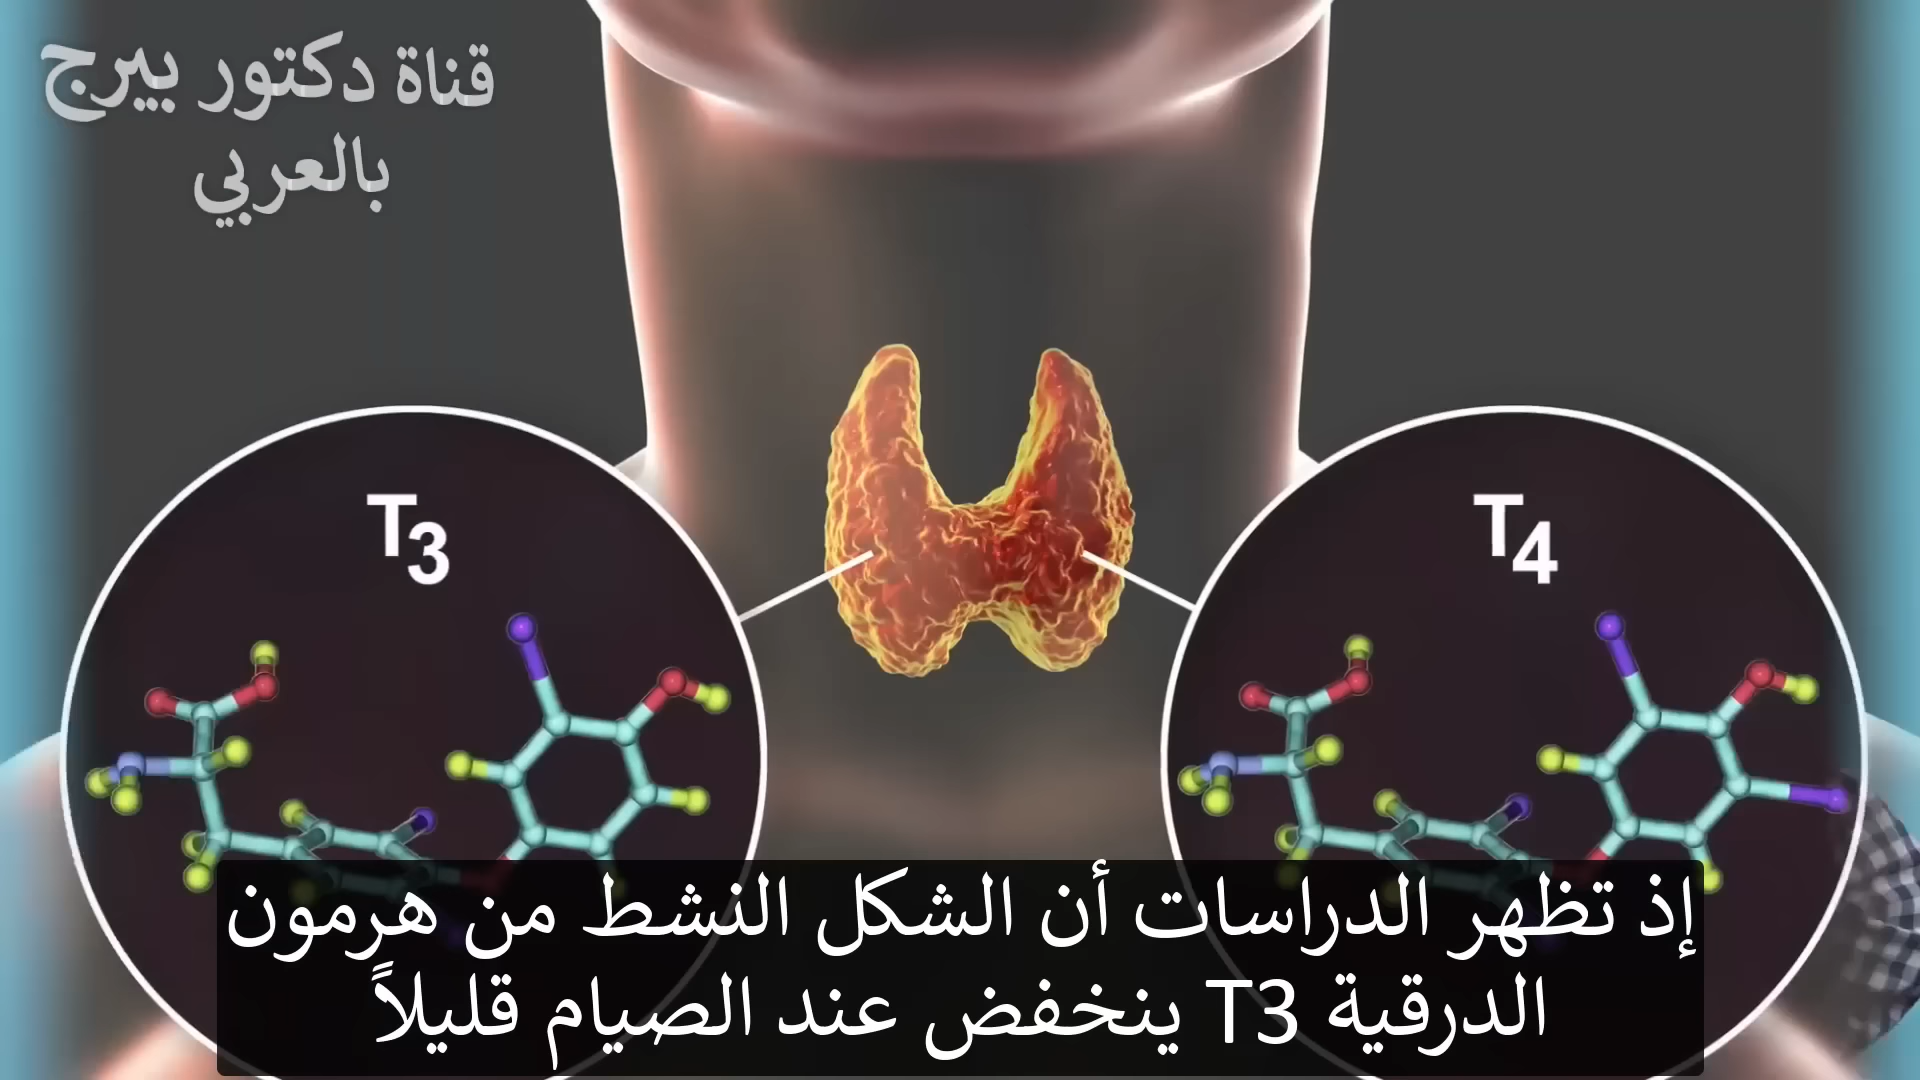 قناة دكتور بيرج
بالعربي
T3
T4
إذ تظهر الدراسات أن الشكل النشط من هرمون
الدرقية T3 ينخفض عند الصيام قليلاً